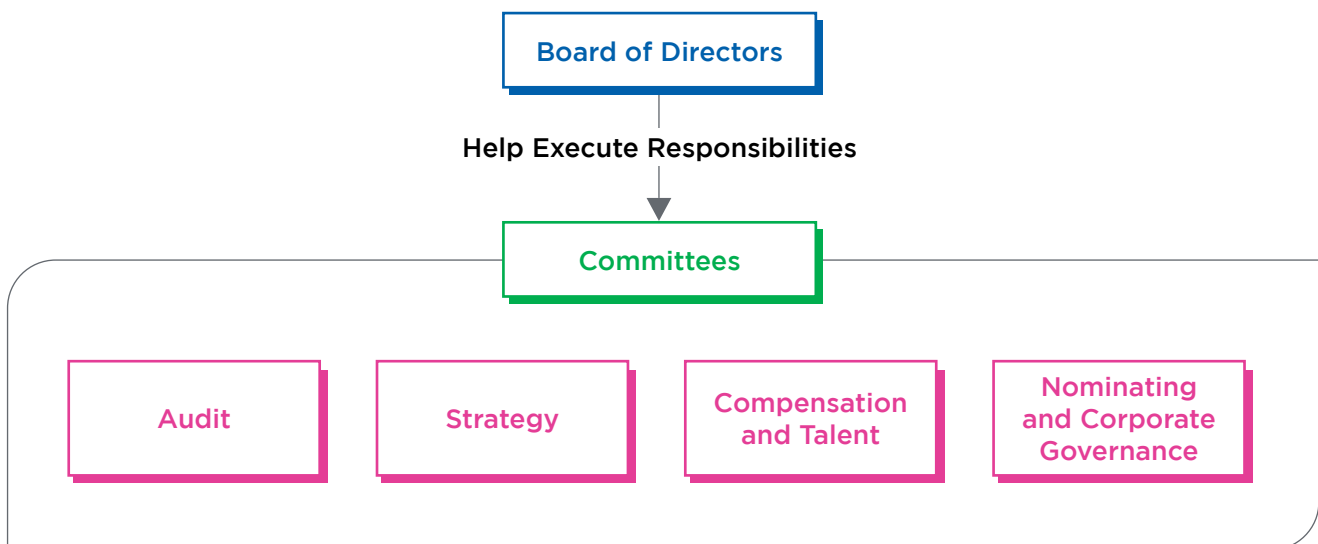 Board of Directors
Help Execute Responsibilities
Committees
Audit
Strategy
Compensation
and Talent
Nominating
and Corporate
Governance